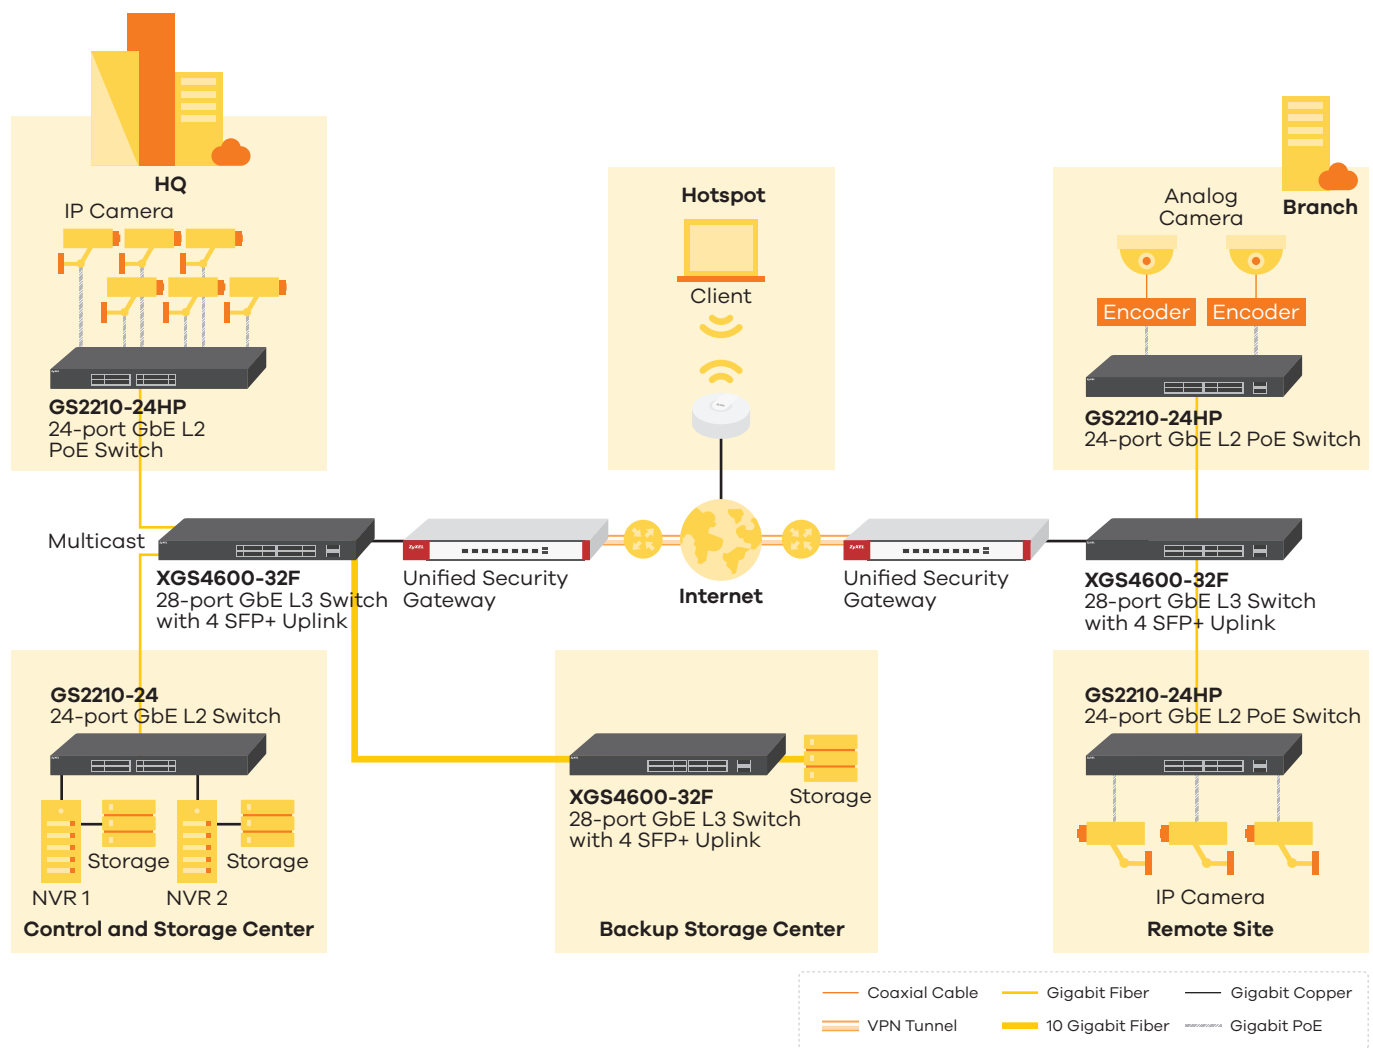 HQ
IP Camera
GS2210-24HP
24-port GbE L2
PoE Switch
Hotspot
Client
Analog
Camera
Branch
Encoder
Encoder
GS2210-24HP
24-port GbE L2 PoE Switch
Multicast
XGS4600-32F
28-port GbE L3 Switch
with 4 SFP+ Uplink
ZyXEL
Unified Security
Gateway
Internet
ZyXEL
Unified Security
Gateway
XGS4600-32F
28-port GbE L3 Switch
with 4 SFP+ Uplink
GS2210-24
24-port GbE L2 Switch
Storage
Storage
NVR 1
NVR 2
Control and Storage Center
XGS4600-32F
28-port GbE L3 Switch
with 4 SFP+ Uplink
Storage
Backup Storage Center
GS2210-24HP
24-port GbE L2 PoE Switch
IP Camera
Remote Site
Coaxial Cable
Gigabit Fiber
Gigabit Copper
VPN Tunnel
10 Gigabit Fiber
Gigabit PoE